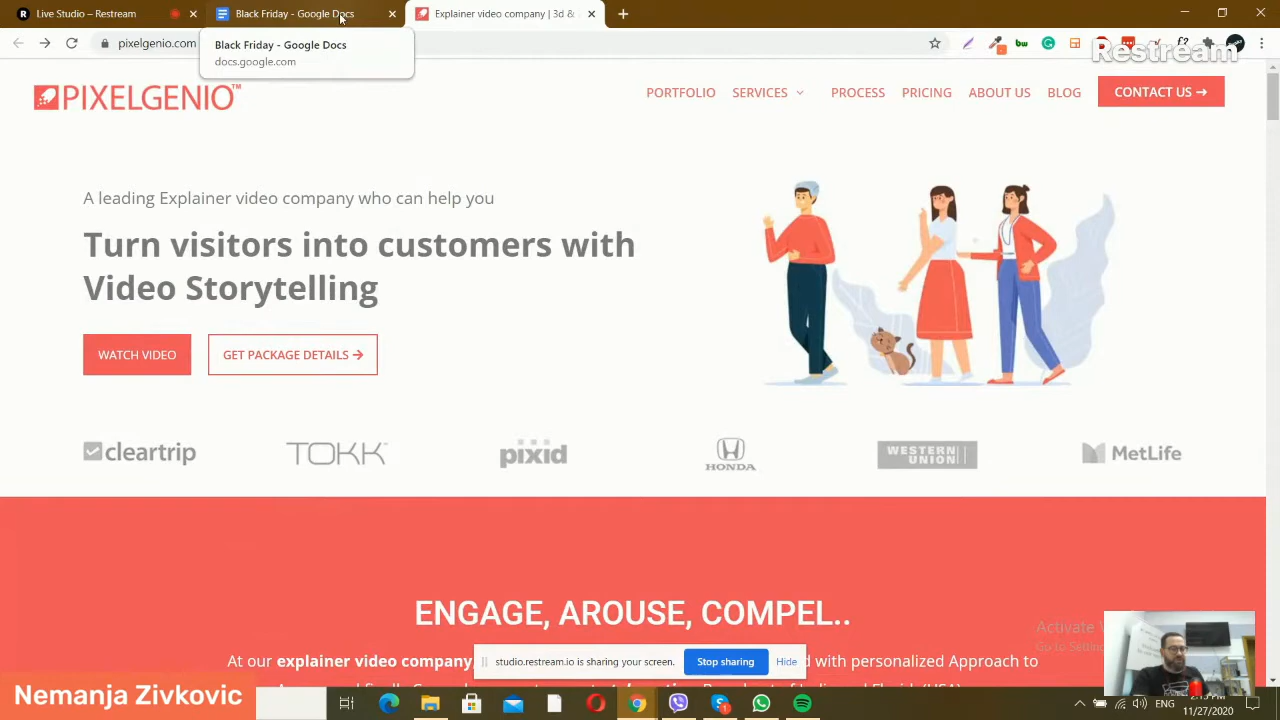 Live Studio – Restream
Black Friday - Google Docs
Explainer video company | 3d &
pixelgenio.com
Black Friday - Google Docs
docs.google.com
Restream
PIXELGENIO™
PORTFOLIO SERVICES PROCESS PRICING ABOUT US BLOG CONTACT US →
A leading Explainer video company who can help you
Turn visitors into customers with
Video Storytelling
WATCH VIDEO GET PACKAGE DETAILS →
cleartrip TOKK pixid HONDA WESTERN UNION MetLife
ENGAGE, AROUSE, COMPEL..
Activate
At our explainer video company, d with personalized Approach to
studio.restream.io is sharing your screen. Stop sharing Hide
Nemanja Zivkovic
ENG
11/27/2020